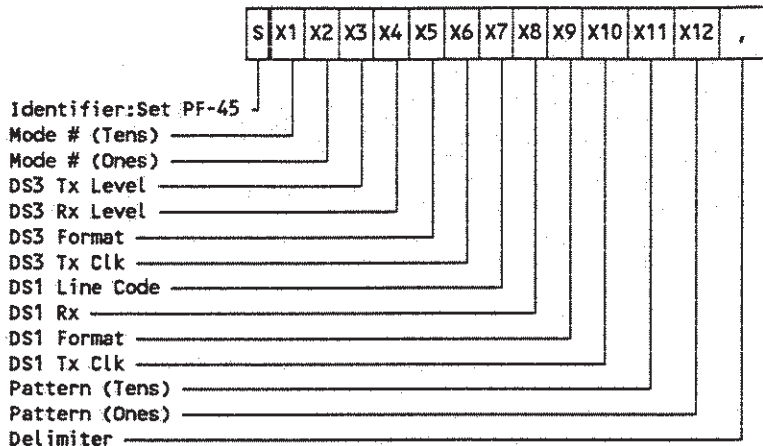 S X1 X2 X3 X4 X5 X6 X7 X8 X9 X10 X11 X12 ,
Identifier:Set PF-45
Mode # (Tens)
Mode # (Ones)
DS3 Tx Level
DS3 Rx Level
DS3 Format
DS3 Tx Clk
DS1 Line Code
DS1 Rx
DS1 Format
DS1 Tx Clk
Pattern (Tens)
Pattern (Ones)
Delimiter